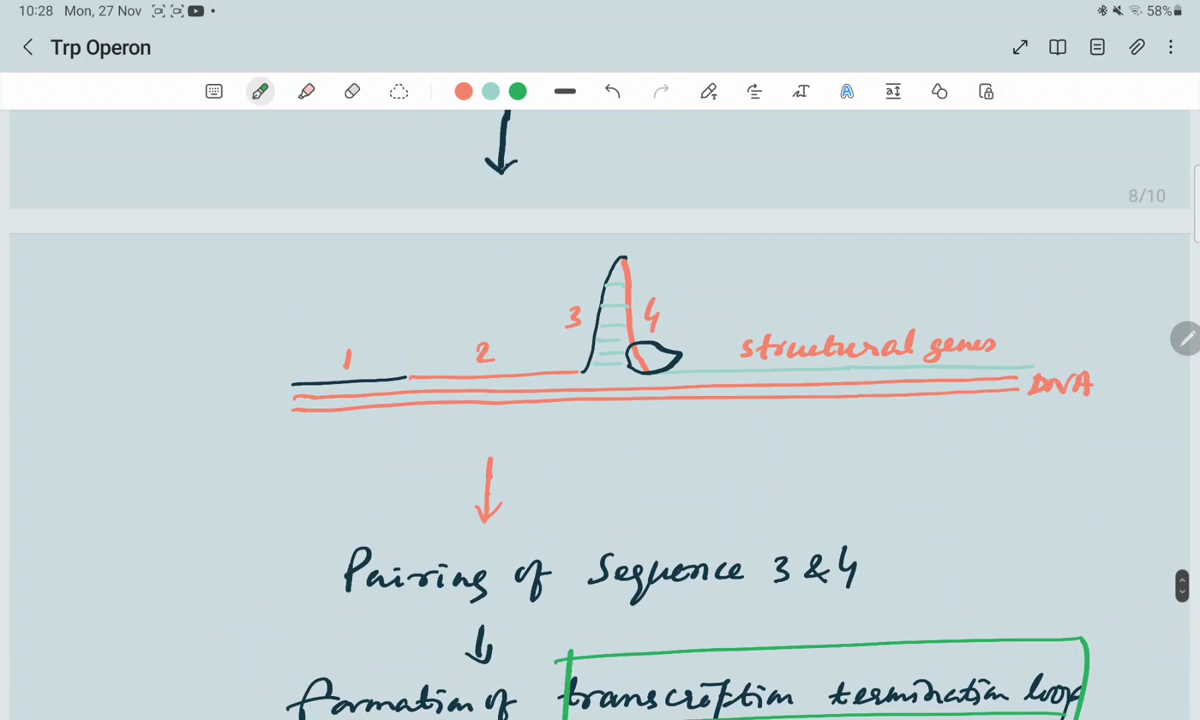 10:28 Mon, 27 Nov 58%
Trp Operon
8/10
3 4
1 2 structural genes
DNA
Pairing of Sequence 3 & 4
formation of transcription termination loop